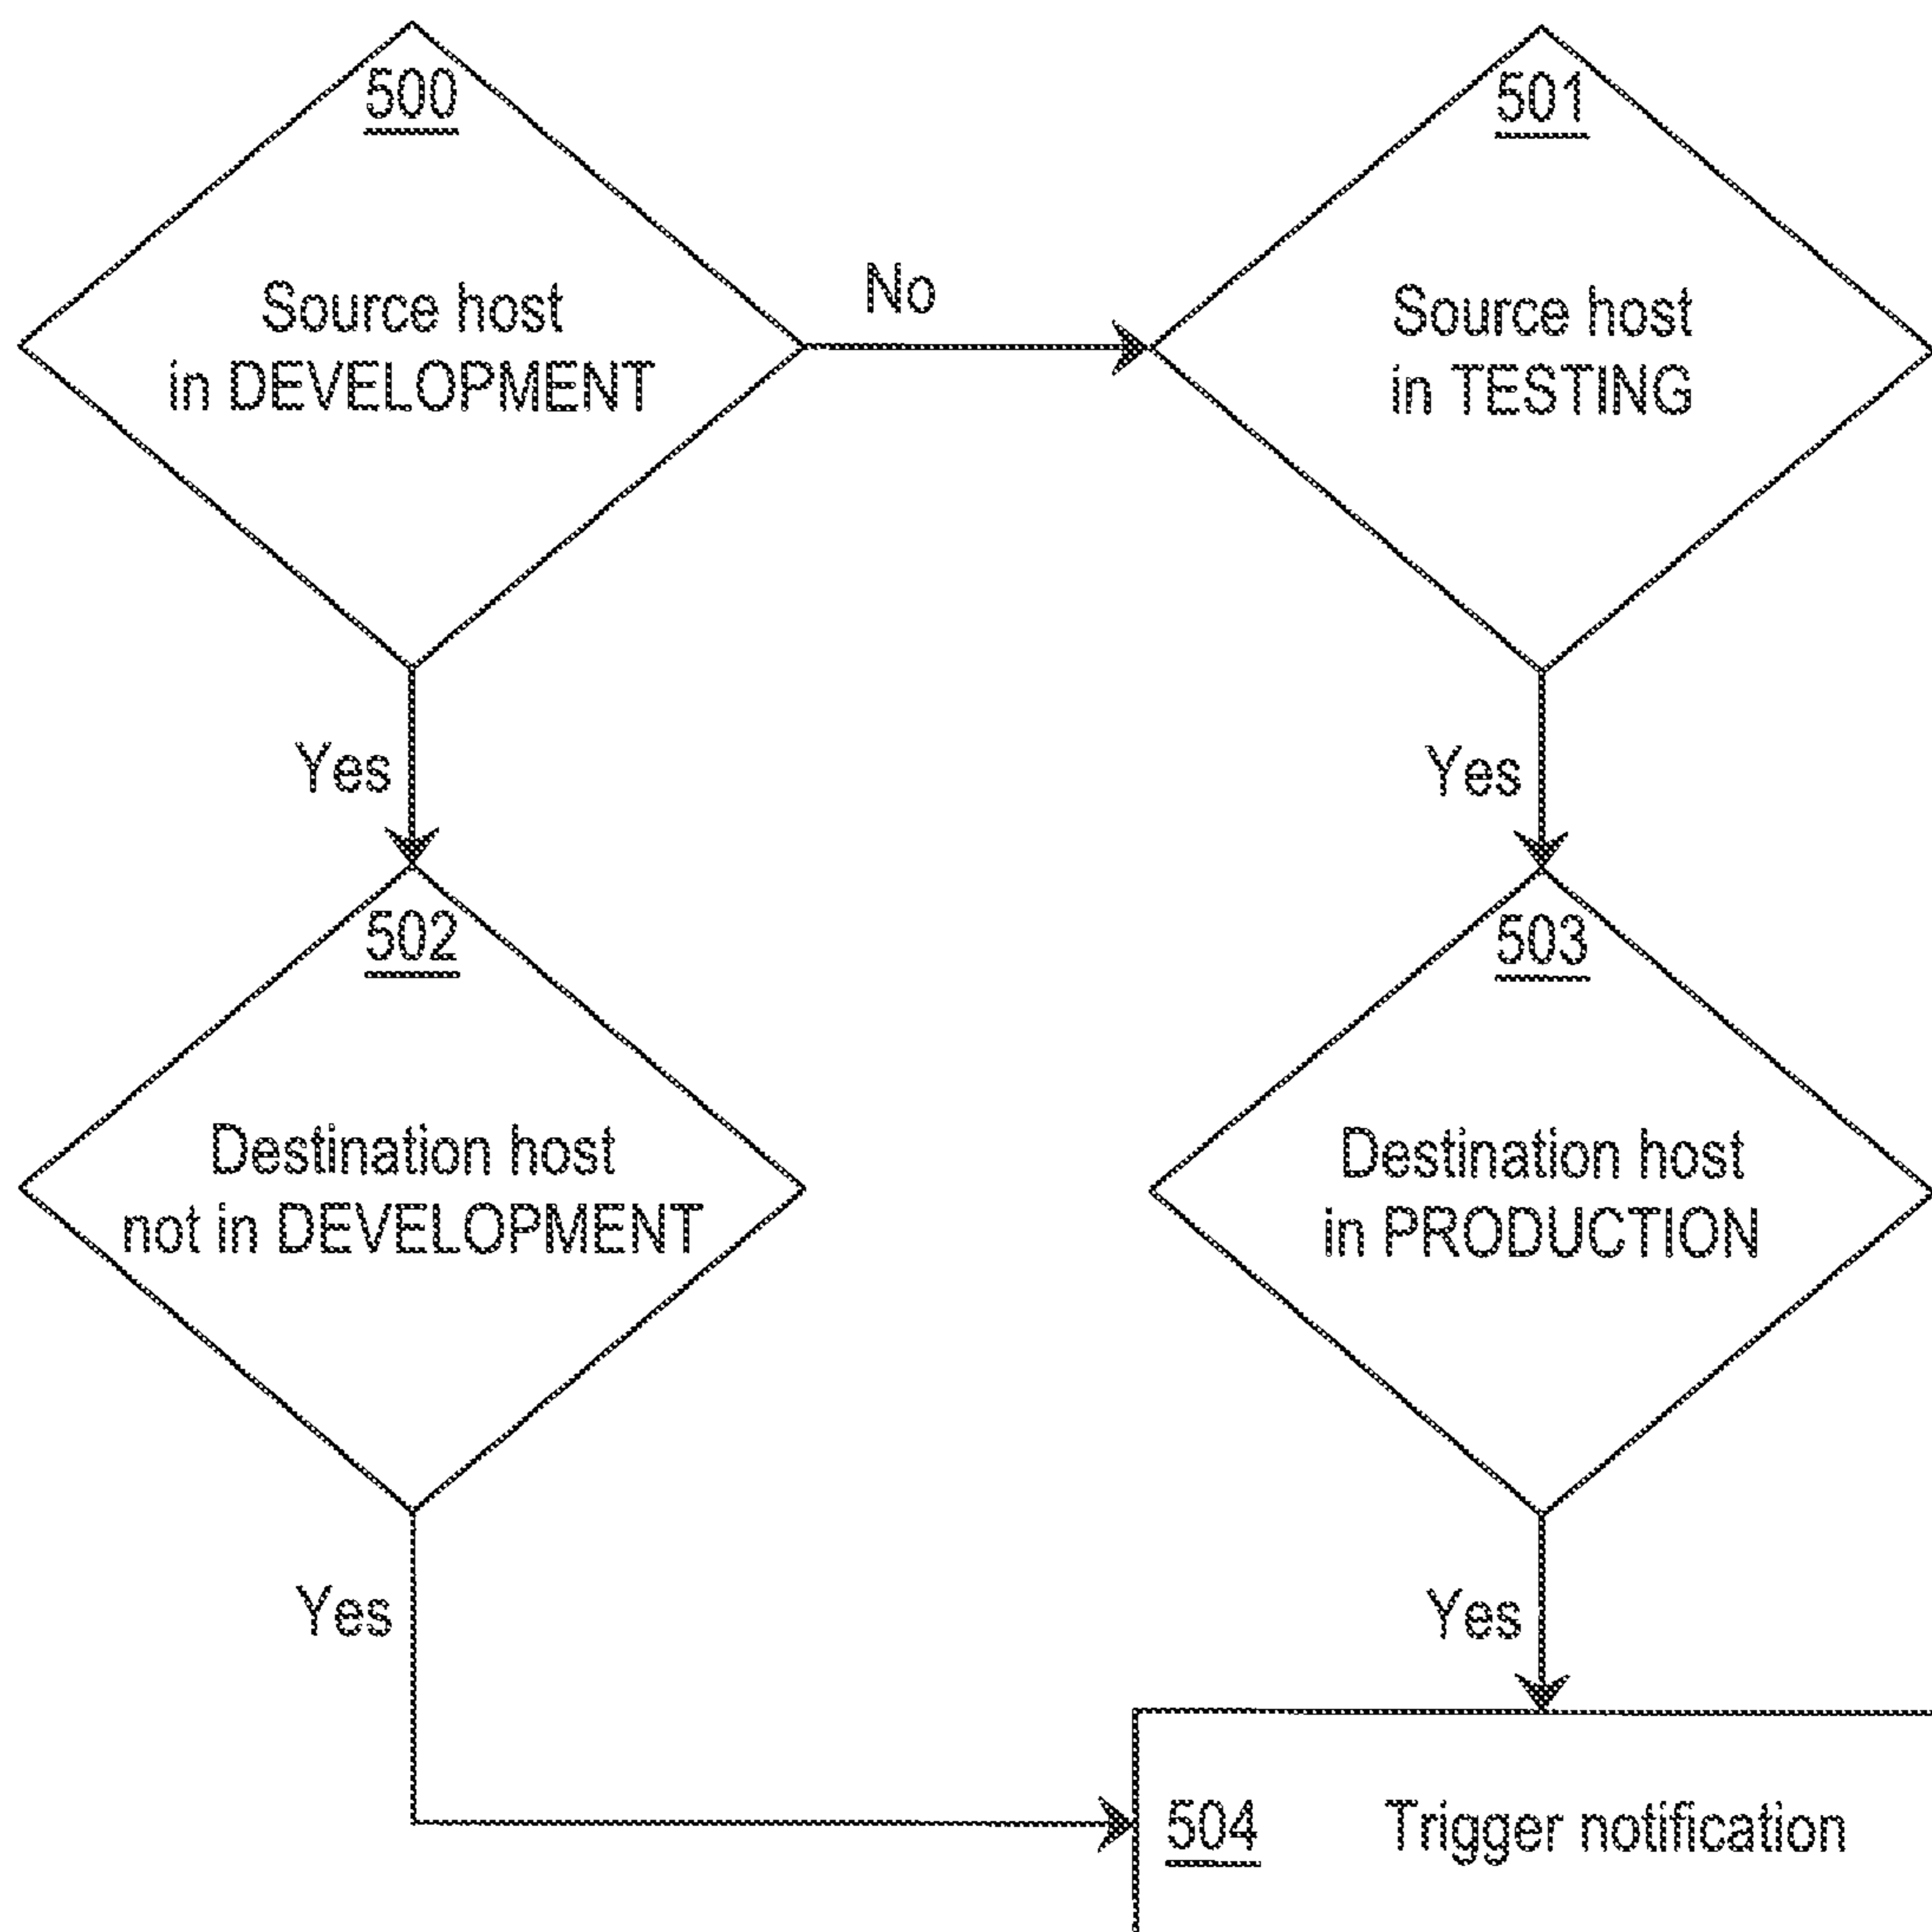 500
Source host
in DEVELOPMENT
No
501
Source host
in TESTING
Yes
Yes
502
Destination host
not in DEVELOPMENT
503
Destination host
in PRODUCTION
Yes
Yes
504
Trigger notification